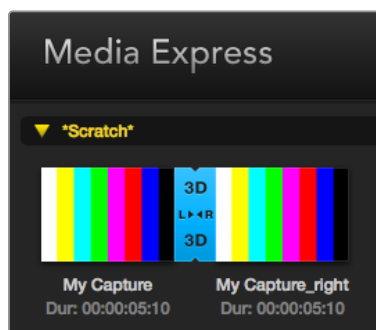 Media Express
*Scratch*
3D
L▶◀R
3D
My Capture
My Capture_right
Dur: 00:00:05:10
Dur: 00:00:05:10